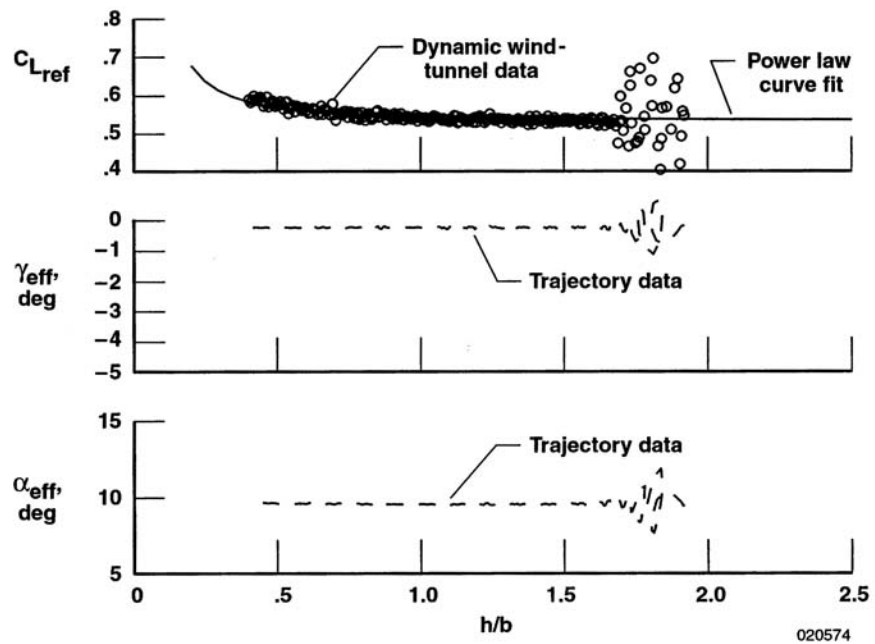 .8
.7
.6
.5
.4
CLref
Dynamic wind-
tunnel data
Power law
curve fit
0
−1
−2
−3
−4
−5
γeff,
deg
Trajectory data
15
10
5
αeff,
deg
Trajectory data
0 .5 1.0 1.5 2.0 2.5
h/b
020574